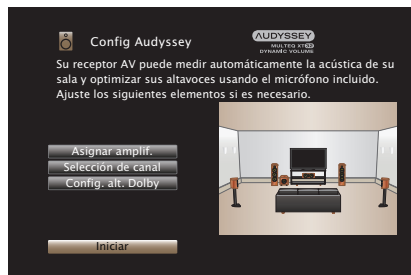 Config Audyssey
AUDYSSEY
MULTEQ XT32
DYNAMIC VOLUME
Su receptor AV puede medir automáticamente la acústica de su
sala y optimizar sus altavoces usando el micrófono incluido.
Ajuste los siguientes elementos si es necesario.
Asignar amplif.
Selección de canal
Config. alt. Dolby
Iniciar